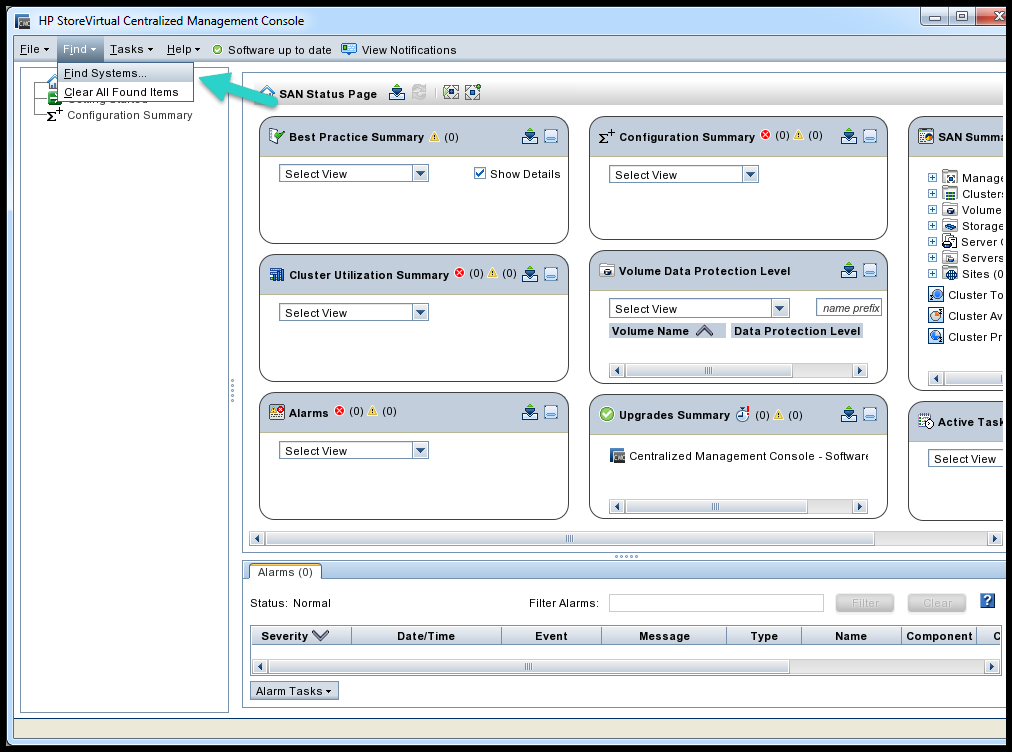 HP StoreVirtual Centralized Management Console
File Find Tasks Help Software up to date View Notifications
Find Systems...
Clear All Found Items
Getting Started
Configuration Summary
SAN Status Page
Best Practice Summary (0)
Select View Show Details
Configuration Summary (0) (0)
Select View
SAN Summa
Manage
Clusters
Volume
Storage
Server C
Servers
Sites (0
Cluster To
Cluster Av
Cluster Pr
Cluster Utilization Summary (0) (0)
Select View
Volume Data Protection Level
Select View name prefix
Volume Name Data Protection Level
Alarms (0) (0)
Select View
Upgrades Summary (0) (0)
CMC Centralized Management Console - Software
Active Task
Select View
Alarms (0)
Status: Normal Filter Alarms: Filter Clear ?
Severity Date/Time Event Message Type Name Component C
Alarm Tasks